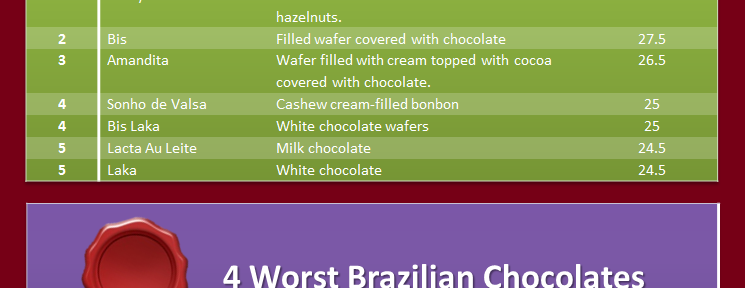 hazelnuts.
2 Bis Filled wafer covered with chocolate 27.5
3 Amandita Wafer filled with cream topped with cocoa 26.5
covered with chocolate.
4 Sonho de Valsa Cashew cream-filled bonbon 25
4 Bis Laka White chocolate wafers 25
5 Lacta Au Leite Milk chocolate 24.5
5 Laka White chocolate 24.5
4 Worst Brazilian Chocolates